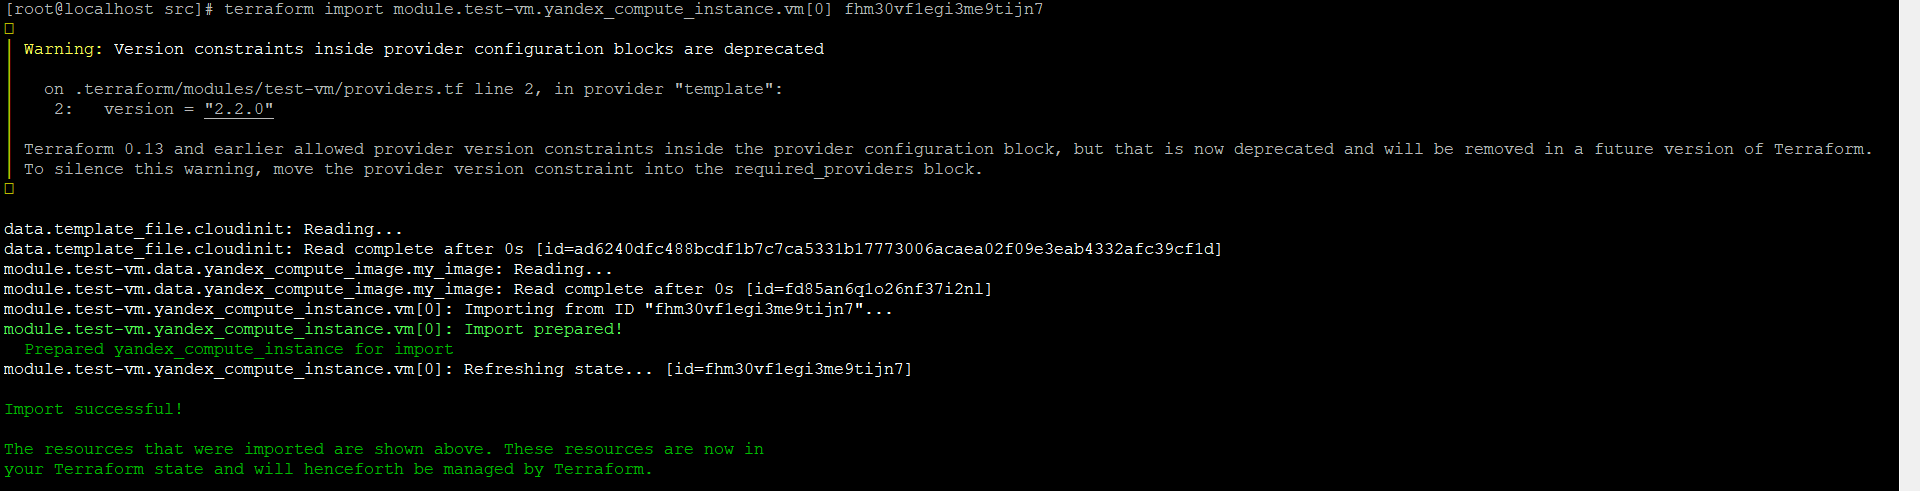 [root@localhost src]# terraform import module.test-vm.yandex_compute_instance.vm[0] fhm30vf1egi3me9tijn7
Warning: Version constraints inside provider configuration blocks are deprecated
on .terraform/modules/test-vm/providers.tf line 2, in provider "template":
2: version = "2.2.0"
Terraform 0.13 and earlier allowed provider version constraints inside the provider configuration block, but that is now deprecated and will be removed in a future version of Terraform.
To silence this warning, move the provider version constraint into the required_providers block.
data.template_file.cloudinit: Reading...
data.template_file.cloudinit: Read complete after 0s [id=ad6240dfc488bcdf1b7c7ca5331b17773006acaea02f09e3eab4332afc39cf1d]
module.test-vm.data.yandex_compute_image.my_image: Reading...
module.test-vm.data.yandex_compute_image.my_image: Read complete after 0s [id=fd85an6q1o26nf37i2nl]
module.test-vm.yandex_compute_instance.vm[0]: Importing from ID "fhm30vf1egi3me9tijn7"...
module.test-vm.yandex_compute_instance.vm[0]: Import prepared!
Prepared yandex_compute_instance for import
module.test-vm.yandex_compute_instance.vm[0]: Refreshing state... [id=fhm30vf1egi3me9tijn7]
Import successful!
The resources that were imported are shown above. These resources are now in
your Terraform state and will henceforth be managed by Terraform.